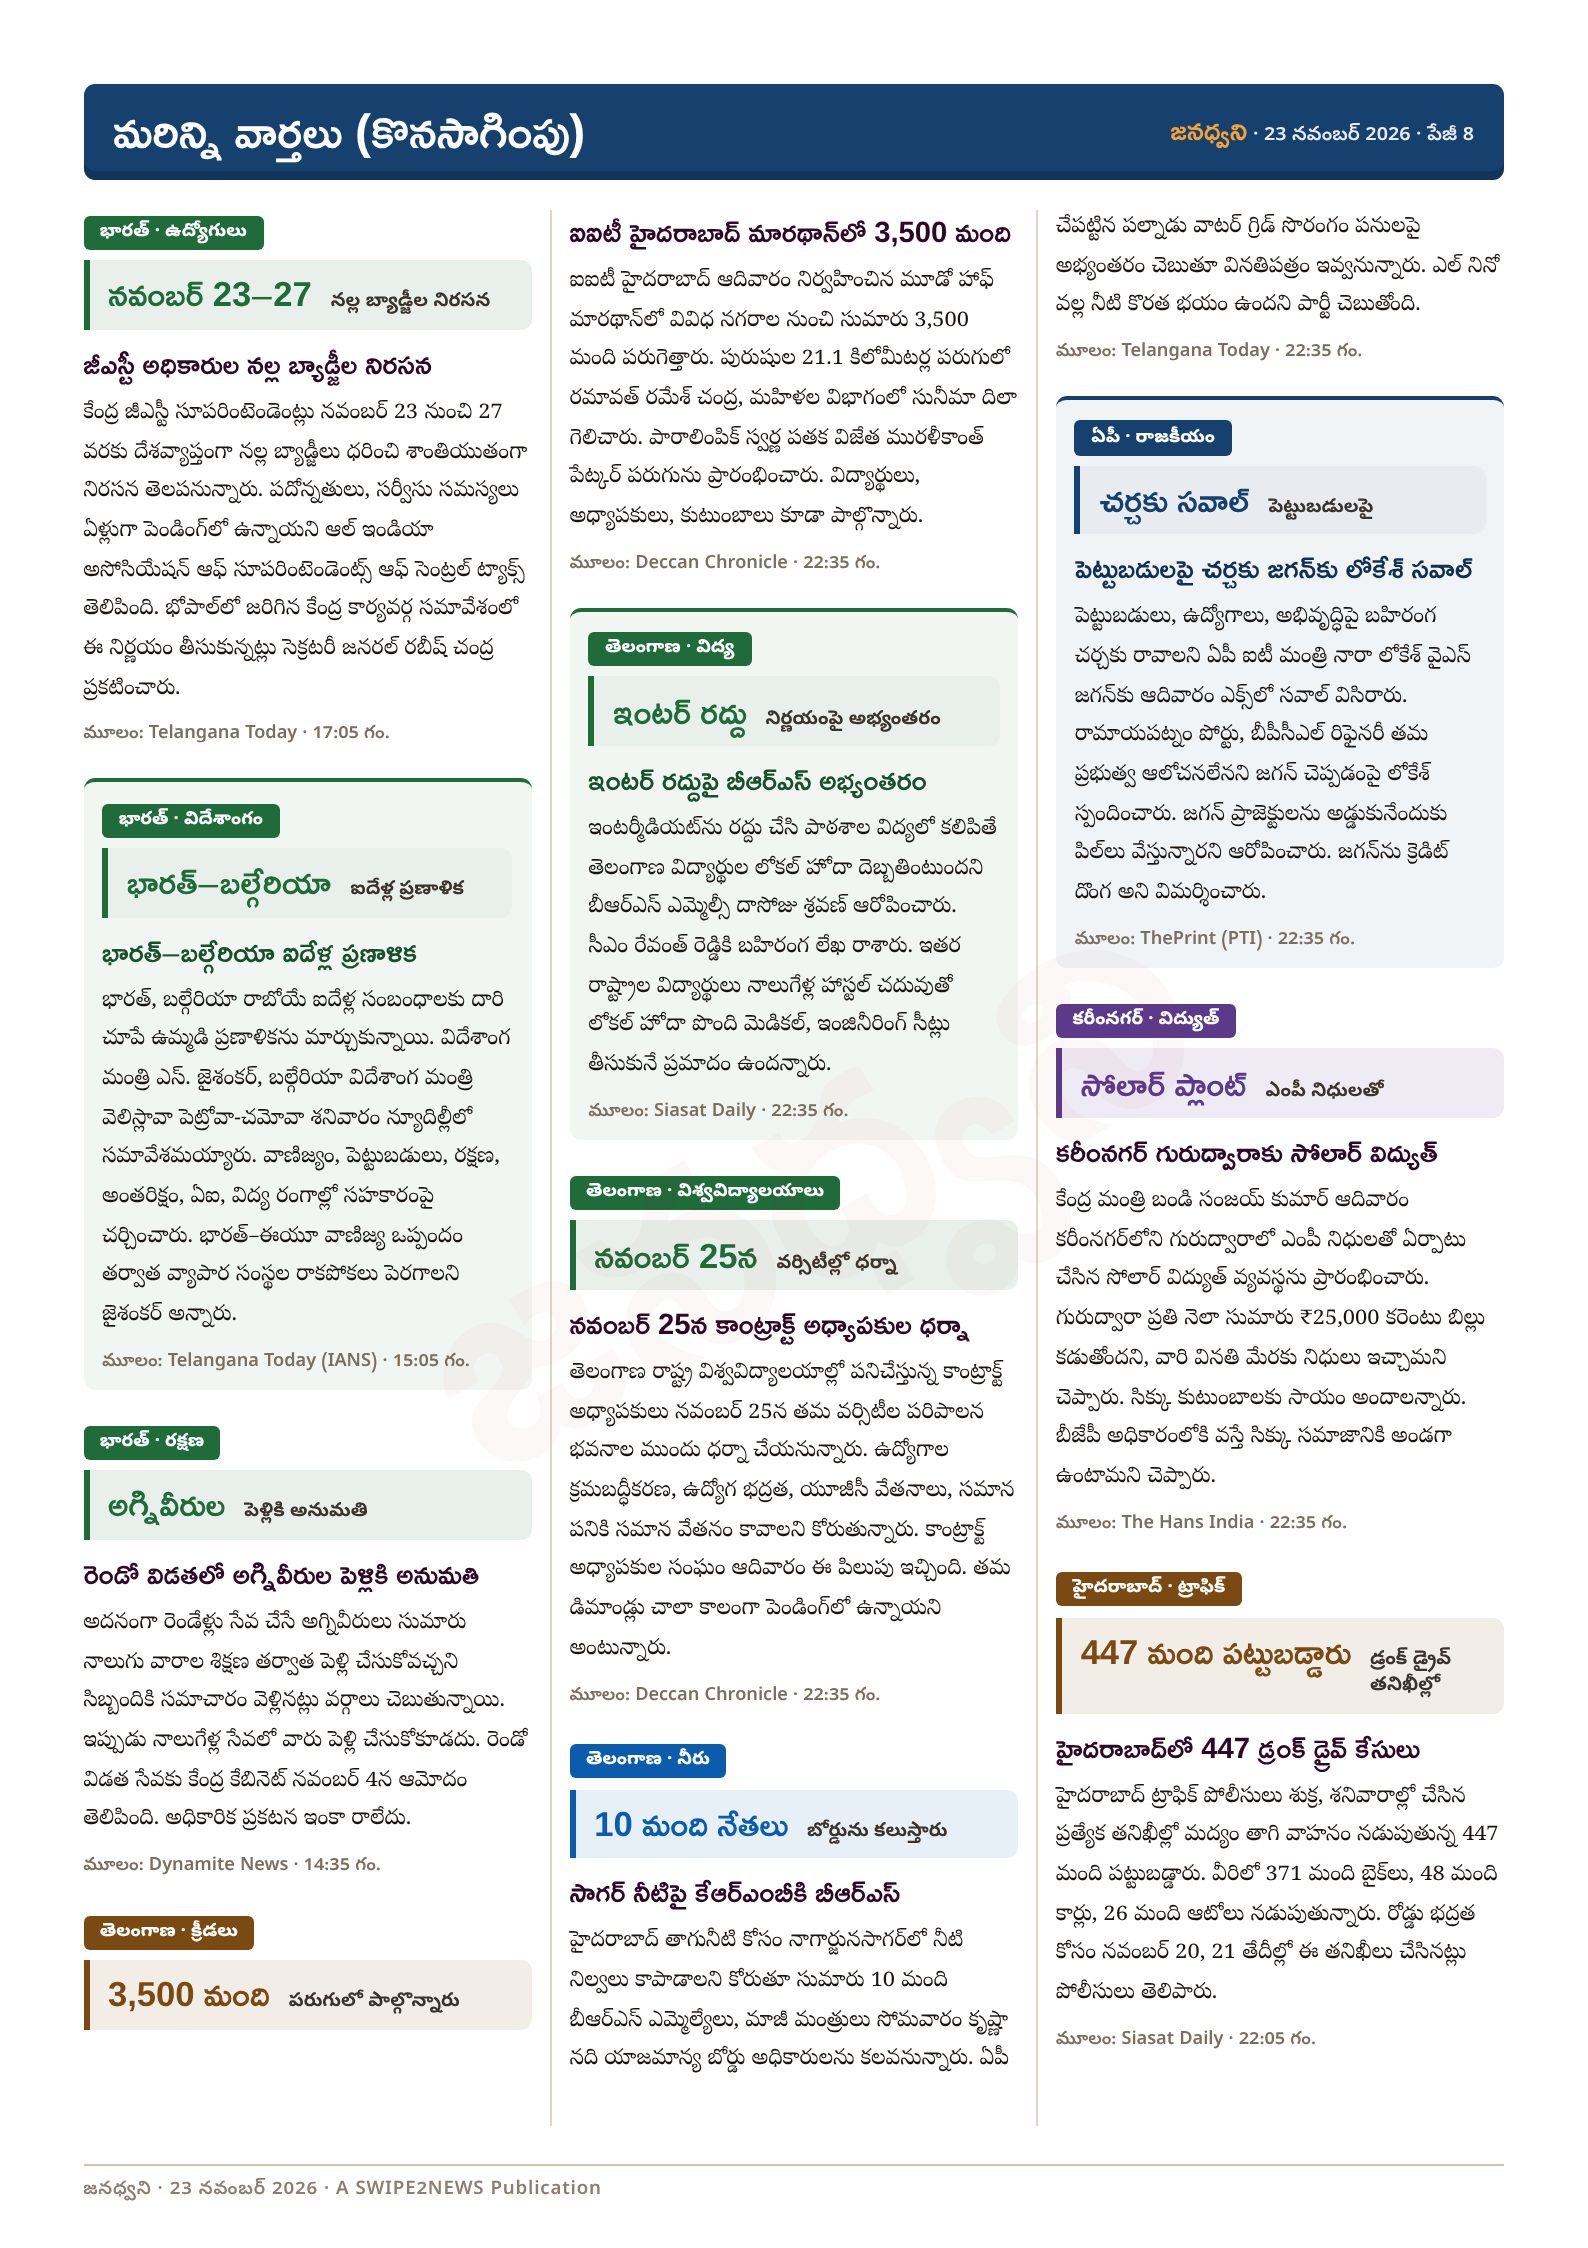 మరిన్ని వార్తలు (కొనసాగింపు)
జనధ్వని · 23 నవంబర్ 2026 · పేజీ 8
భారత్ · ఉద్యోగులు
నవంబర్ 23–27 నల్ల బ్యాడ్జీల నిరసన
జీఎస్టీ అధికారుల నల్ల బ్యాడ్జీల నిరసన
కేంద్ర జీఎస్టీ సూపరింటెండెంట్లు నవంబర్ 23 నుంచి 27
వరకు దేశవ్యాప్తంగా నల్ల బ్యాడ్జీలు ధరించి శాంతియుతంగా
నిరసన తెలపనున్నారు. పదోన్నతులు, సర్వీసు సమస్యలు
ఏళ్లుగా పెండింగ్‌లో ఉన్నాయని ఆల్ ఇండియా
అసోసియేషన్ ఆఫ్ సూపరింటెండెంట్స్ ఆఫ్ సెంట్రల్ ట్యాక్స్
తెలిపింది. భోపాల్‌లో జరిగిన కేంద్ర కార్యవర్గ సమావేశంలో
ఈ నిర్ణయం తీసుకున్నట్లు సెక్రటరీ జనరల్ రబీష్ చంద్ర
ప్రకటించారు.
మూలం: Telangana Today · 17:05 గం.
భారత్ · విదేశాంగం
భారత్–బల్గేరియా ఐదేళ్ల ప్రణాళిక
భారత్–బల్గేరియా ఐదేళ్ల ప్రణాళిక
భారత్, బల్గేరియా రాబోయే ఐదేళ్ల సంబంధాలకు దారి
చూపే ఉమ్మడి ప్రణాళికను మార్చుకున్నాయి. విదేశాంగ
మంత్రి ఎస్. జైశంకర్, బల్గేరియా విదేశాంగ మంత్రి
వెలిస్లావా పెట్రోవా-చమోవా శనివారం న్యూదిల్లీలో
సమావేశమయ్యారు. వాణిజ్యం, పెట్టుబడులు, రక్షణ,
అంతరిక్షం, ఏఐ, విద్య రంగాల్లో సహకారంపై
చర్చించారు. భారత్–ఈయూ వాణిజ్య ఒప్పందం
తర్వాత వ్యాపార సంస్థల రాకపోకలు పెరగాలని
జైశంకర్ అన్నారు.
మూలం: Telangana Today (IANS) · 15:05 గం.
భారత్ · రక్షణ
అగ్నివీరుల పెళ్లికి అనుమతి
రెండో విడతలో అగ్నివీరుల పెళ్లికి అనుమతి
అదనంగా రెండేళ్లు సేవ చేసే అగ్నివీరులు సుమారు
నాలుగు వారాల శిక్షణ తర్వాత పెళ్లి చేసుకోవచ్చని
సిబ్బందికి సమాచారం వెళ్లినట్లు వర్గాలు చెబుతున్నాయి.
ఇప్పుడు నాలుగేళ్ల సేవలో వారు పెళ్లి చేసుకోకూడదు. రెండో
విడత సేవకు కేంద్ర కేబినెట్ నవంబర్ 4న ఆమోదం
తెలిపింది. అధికారిక ప్రకటన ఇంకా రాలేదు.
మూలం: Dynamite News · 14:35 గం.
తెలంగాణ · క్రీడలు
3,500 మంది పరుగులో పాల్గొన్నారు
ఐఐటీ హైదరాబాద్ మారథాన్‌లో 3,500 మంది
ఐఐటీ హైదరాబాద్ ఆదివారం నిర్వహించిన మూడో హాఫ్
మారథాన్‌లో వివిధ నగరాల నుంచి సుమారు 3,500
మంది పరుగెత్తారు. పురుషుల 21.1 కిలోమీటర్ల పరుగులో
రమావత్ రమేశ్ చంద్ర, మహిళల విభాగంలో సునీమా దిలా
గెలిచారు. పారాలింపిక్ స్వర్ణ పతక విజేత మురళీకాంత్
పేట్కర్ పరుగును ప్రారంభించారు. విద్యార్థులు,
అధ్యాపకులు, కుటుంబాలు కూడా పాల్గొన్నారు.
మూలం: Deccan Chronicle · 22:35 గం.
తెలంగాణ · విద్య
ఇంటర్ రద్దు నిర్ణయంపై అభ్యంతరం
ఇంటర్ రద్దుపై బీఆర్ఎస్ అభ్యంతరం
ఇంటర్మీడియట్‌ను రద్దు చేసి పాఠశాల విద్యలో కలిపితే
తెలంగాణ విద్యార్థుల లోకల్ హోదా దెబ్బతింటుందని
బీఆర్ఎస్ ఎమ్మెల్సీ దాసోజు శ్రవణ్ ఆరోపించారు.
సీఎం రేవంత్ రెడ్డికి బహిరంగ లేఖ రాశారు. ఇతర
రాష్ట్రాల విద్యార్థులు నాలుగేళ్ల హాస్టల్ చదువుతో
లోకల్ హోదా పొంది మెడికల్, ఇంజినీరింగ్ సీట్లు
తీసుకునే ప్రమాదం ఉందన్నారు.
మూలం: Siasat Daily · 22:35 గం.
తెలంగాణ · విశ్వవిద్యాలయాలు
నవంబర్ 25న వర్సిటీల్లో ధర్నా
నవంబర్ 25న కాంట్రాక్ట్ అధ్యాపకుల ధర్నా
తెలంగాణ రాష్ట్ర విశ్వవిద్యాలయాల్లో పనిచేస్తున్న కాంట్రాక్ట్
అధ్యాపకులు నవంబర్ 25న తమ వర్సిటీల పరిపాలన
భవనాల ముందు ధర్నా చేయనున్నారు. ఉద్యోగాల
క్రమబద్ధీకరణ, ఉద్యోగ భద్రత, యూజీసీ వేతనాలు, సమాన
పనికి సమాన వేతనం కావాలని కోరుతున్నారు. కాంట్రాక్ట్
అధ్యాపకుల సంఘం ఆదివారం ఈ పిలుపు ఇచ్చింది. తమ
డిమాండ్లు చాలా కాలంగా పెండింగ్‌లో ఉన్నాయని
అంటున్నారు.
మూలం: Deccan Chronicle · 22:35 గం.
తెలంగాణ · నీరు
10 మంది నేతలు బోర్డును కలుస్తారు
సాగర్ నీటిపై కేఆర్ఎంబీకి బీఆర్ఎస్
హైదరాబాద్ తాగునీటి కోసం నాగార్జునసాగర్‌లో నీటి
నిల్వలు కాపాడాలని కోరుతూ సుమారు 10 మంది
బీఆర్ఎస్ ఎమ్మెల్యేలు, మాజీ మంత్రులు సోమవారం కృష్ణా
నది యాజమాన్య బోర్డు అధికారులను కలవనున్నారు. ఏపీ
చేపట్టిన పల్నాడు వాటర్ గ్రిడ్ సొరంగం పనులపై
అభ్యంతరం చెబుతూ వినతిపత్రం ఇవ్వనున్నారు. ఎల్ నినో
వల్ల నీటి కొరత భయం ఉందని పార్టీ చెబుతోంది.
మూలం: Telangana Today · 22:35 గం.
ఏపీ · రాజకీయం
చర్చకు సవాల్ పెట్టుబడులపై
పెట్టుబడులపై చర్చకు జగన్‌కు లోకేశ్ సవాల్
పెట్టుబడులు, ఉద్యోగాలు, అభివృద్ధిపై బహిరంగ
చర్చకు రావాలని ఏపీ ఐటీ మంత్రి నారా లోకేశ్ వైఎస్
జగన్‌కు ఆదివారం ఎక్స్‌లో సవాల్ విసిరారు.
రామాయపట్నం పోర్టు, బీపీసీఎల్ రిఫైనరీ తమ
ప్రభుత్వ ఆలోచనలేనని జగన్ చెప్పడంపై లోకేశ్
స్పందించారు. జగన్ ప్రాజెక్టులను అడ్డుకునేందుకు
పిల్‌లు వేస్తున్నారని ఆరోపించారు. జగన్‌ను క్రెడిట్
దొంగ అని విమర్శించారు.
మూలం: ThePrint (PTI) · 22:35 గం.
కరీంనగర్ · విద్యుత్
సోలార్ ప్లాంట్ ఎంపీ నిధులతో
కరీంనగర్ గురుద్వారాకు సోలార్ విద్యుత్
కేంద్ర మంత్రి బండి సంజయ్ కుమార్ ఆదివారం
కరీంనగర్‌లోని గురుద్వారాలో ఎంపీ నిధులతో ఏర్పాటు
చేసిన సోలార్ విద్యుత్ వ్యవస్థను ప్రారంభించారు.
గురుద్వారా ప్రతి నెలా సుమారు ₹25,000 కరెంటు బిల్లు
కడుతోందని, వారి వినతి మేరకు నిధులు ఇచ్చామని
చెప్పారు. సిక్కు కుటుంబాలకు సాయం అందాలన్నారు.
బీజేపీ అధికారంలోకి వస్తే సిక్కు సమాజానికి అండగా
ఉంటామని చెప్పారు.
మూలం: The Hans India · 22:35 గం.
హైదరాబాద్ · ట్రాఫిక్
447 మంది పట్టుబడ్డారు డ్రంక్ డ్రైవ్
తనిఖీల్లో
హైదరాబాద్‌లో 447 డ్రంక్ డ్రైవ్ కేసులు
హైదరాబాద్ ట్రాఫిక్ పోలీసులు శుక్ర, శనివారాల్లో చేసిన
ప్రత్యేక తనిఖీల్లో మద్యం తాగి వాహనం నడుపుతున్న 447
మంది పట్టుబడ్డారు. వీరిలో 371 మంది బైక్‌లు, 48 మంది
కార్లు, 26 మంది ఆటోలు నడుపుతున్నారు. రోడ్డు భద్రత
కోసం నవంబర్ 20, 21 తేదీల్లో ఈ తనిఖీలు చేసినట్లు
పోలీసులు తెలిపారు.
మూలం: Siasat Daily · 22:05 గం.
జనధ్వని
జనధ్వని · 23 నవంబర్ 2026 · A SWIPE2NEWS Publication